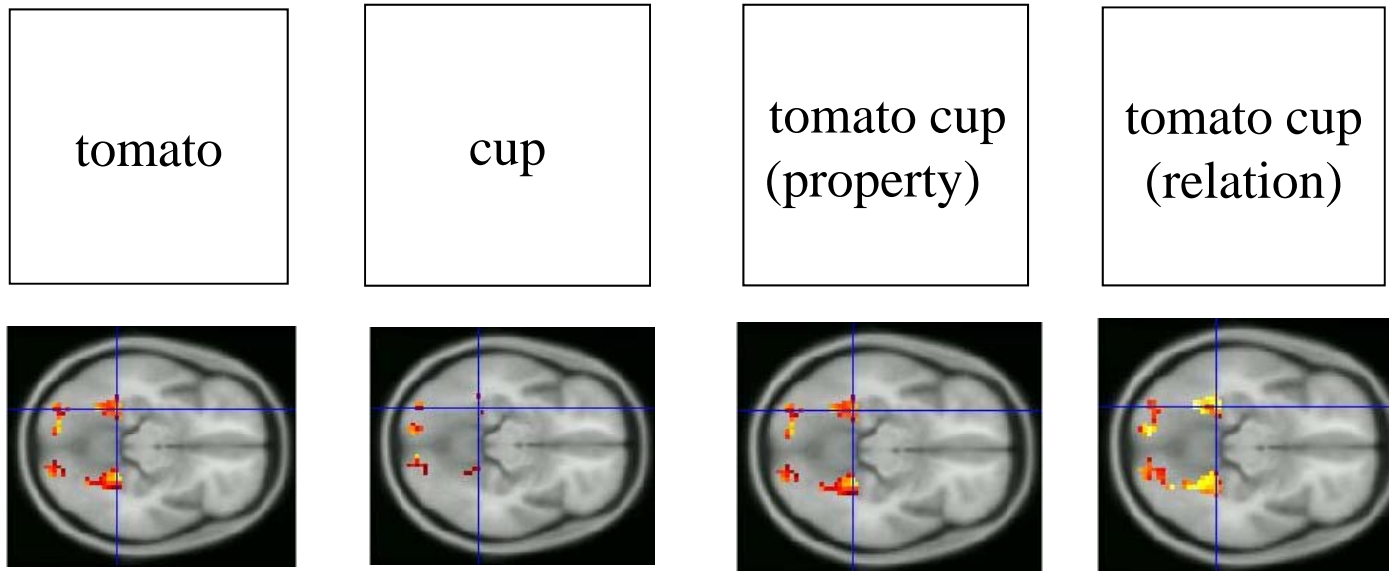 tomato
cup
tomato cup
(property)
tomato cup
(relation)